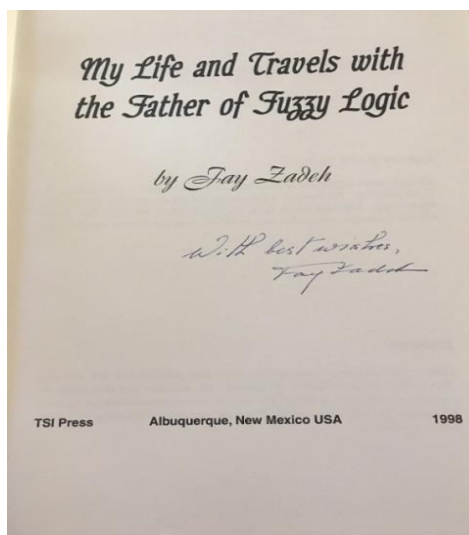 My Life and Travels with
the Father of Fuzzy Logic
by Fay Zadeh
With best wishes,
Fay Zadeh
TSI Press Albuquerque, New Mexico USA 1998